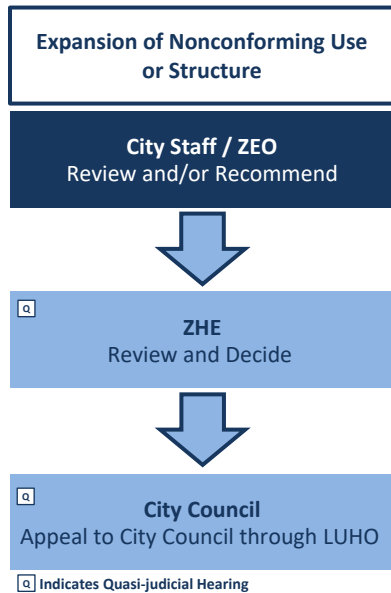 Expansion of Nonconforming Use
or Structure
City Staff / ZEO
Review and/or Recommend
Q
ZHE
Review and Decide
Q
City Council
Appeal to City Council through LUHO
Q Indicates Quasi-judicial Hearing